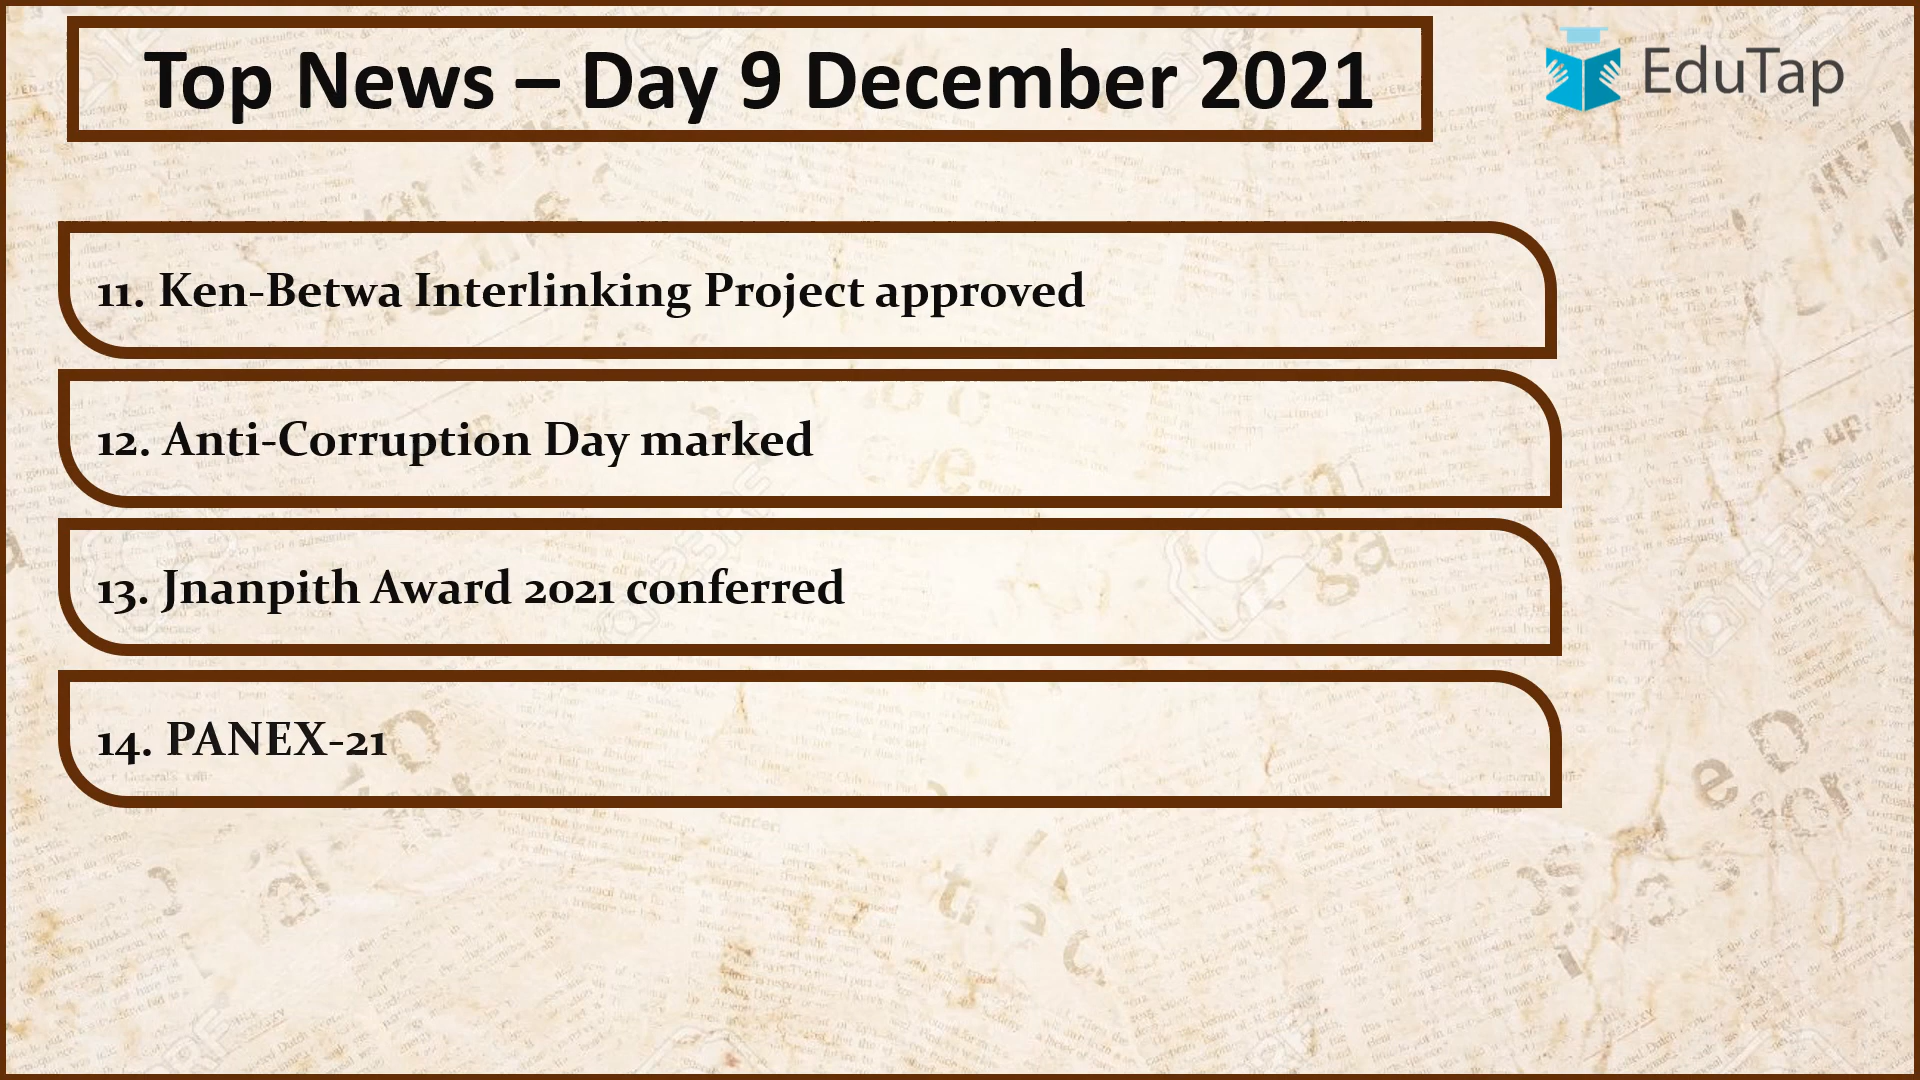 Top News – Day 9 December 2021
EduTap
11. Ken-Betwa Interlinking Project approved
12. Anti-Corruption Day marked
13. Jnanpith Award 2021 conferred
14. PANEX-21